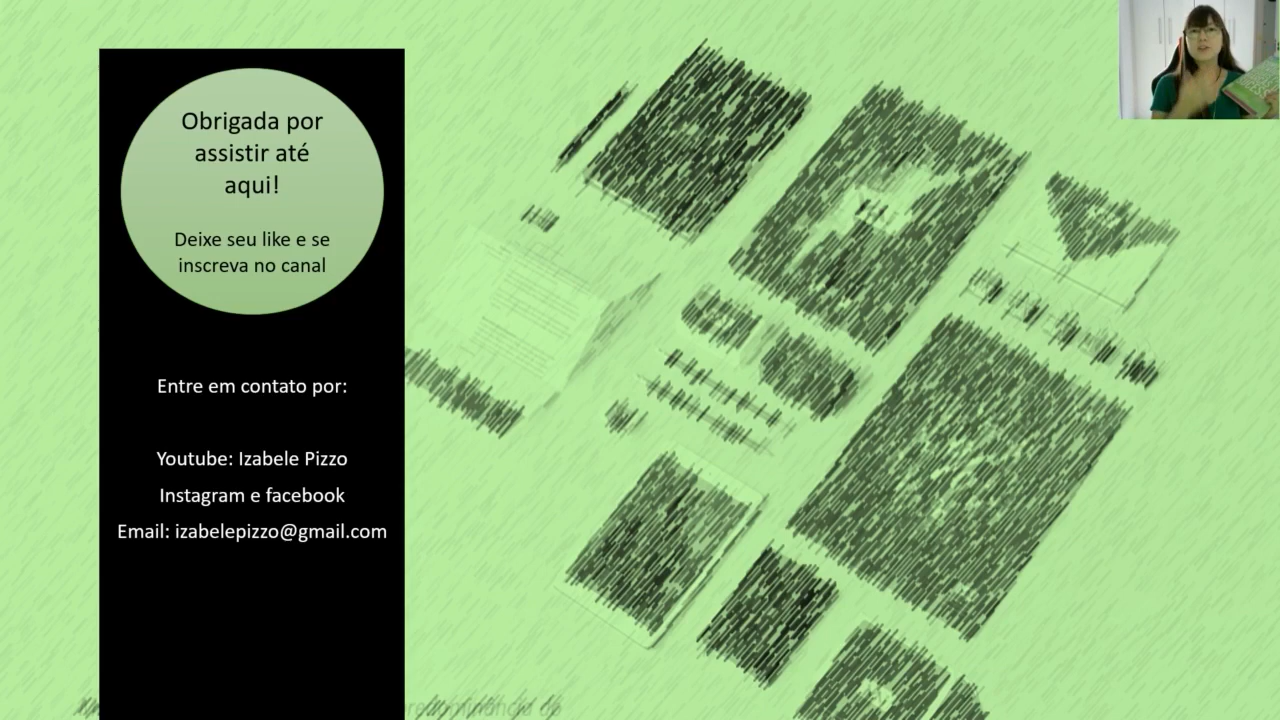 Obrigada por
assistir até
aqui!
Deixe seu like e se
inscreva no canal
Entre em contato por:
Youtube: Izabele Pizzo
Instagram e facebook
Email: izabelepizzo@gmail.com